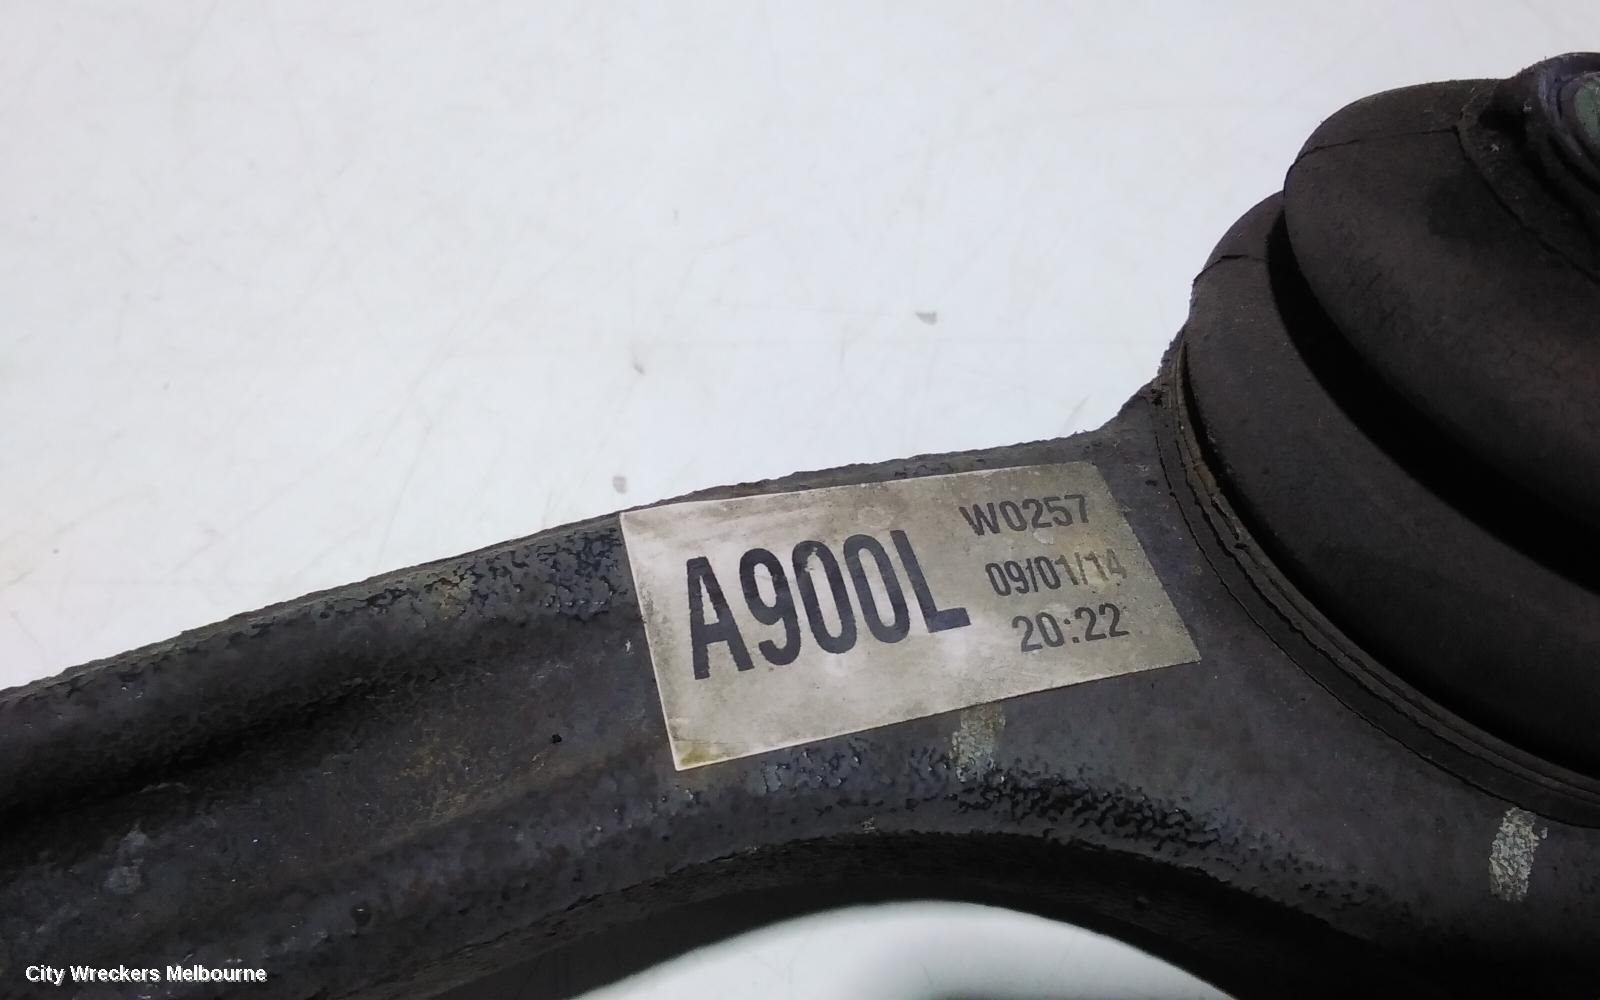 A900L
W0257
09/01/14
20:22
City Wreckers Melbourne